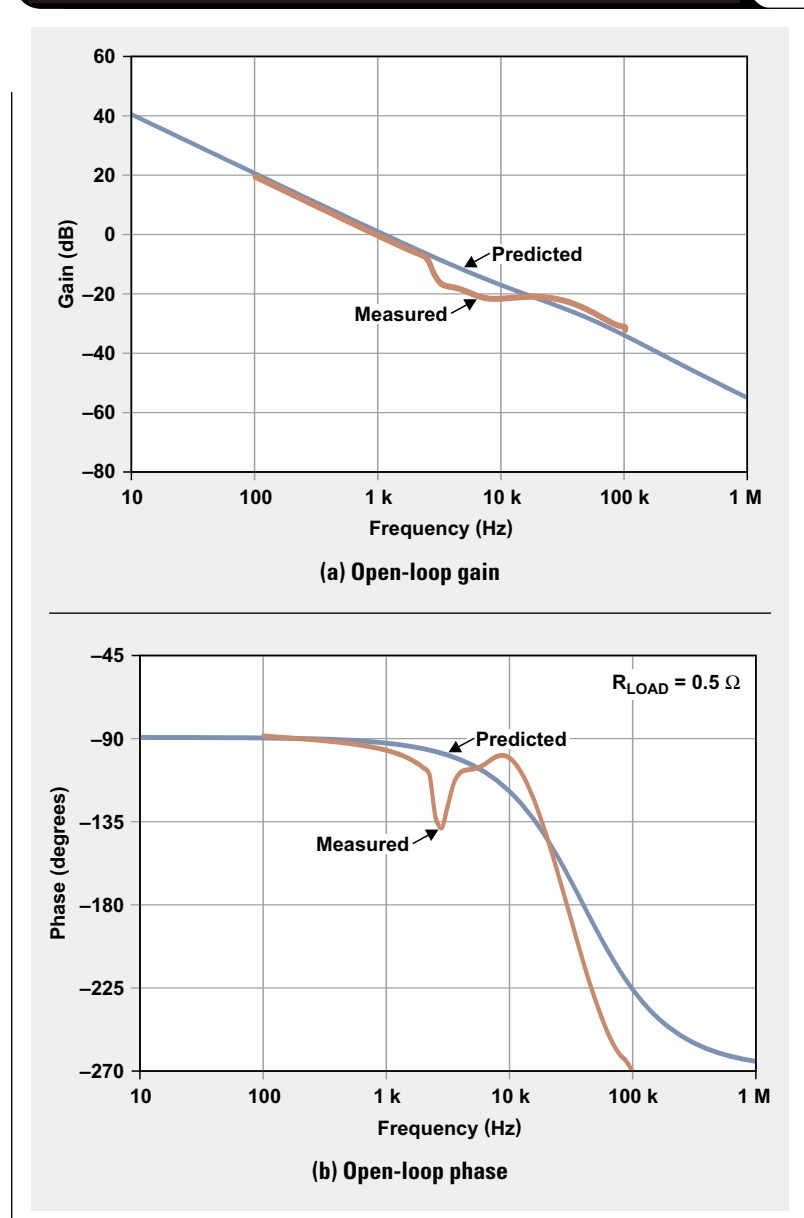 60
40
20
0
–20
–40
–60
–80
Gain (dB)
Predicted
Measured
10 100 1 k 10 k 100 k 1 M
Frequency (Hz)
(a) Open-loop gain
–45
–90
–135
–180
–225
–270
Phase (degrees)
R_LOAD = 0.5 Ω
Predicted
Measured
10 100 1 k 10 k 100 k 1 M
Frequency (Hz)
(b) Open-loop phase